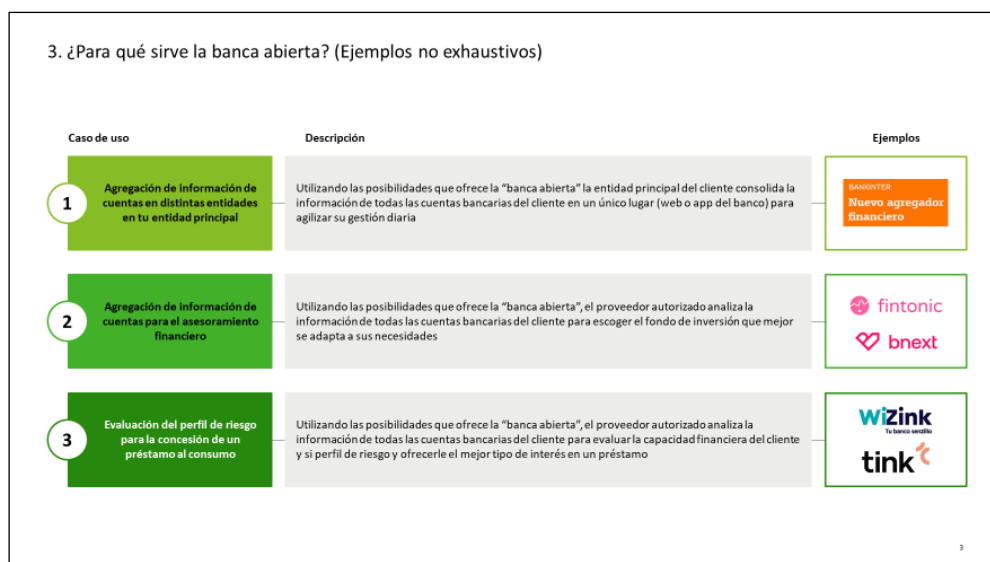 3. ¿Para qué sirve la banca abierta? (Ejemplos no exhaustivos)
Caso de uso
Descripción
Ejemplos
1
Agregación de información de
cuentas en distintas entidades
en tu entidad principal
Utilizando las posibilidades que ofrece la “banca abierta” la entidad principal del cliente consolida la
información de todas las cuentas bancarias del cliente en un único lugar (web o app del banco) para
agilizar su gestión diaria
BANKINTER
Nuevo agregador
financiero
2
Agregación de información de
cuentas para el asesoramiento
financiero
Utilizando las posibilidades que ofrece la “banca abierta”, el proveedor autorizado analiza la
información de todas las cuentas bancarias del cliente para escoger el fondo de inversión que mejor
se adapta a sus necesidades
fintonic
bnext
3
Evaluación del perfil de riesgo
para la concesión de un
préstamo al consumo
Utilizando las posibilidades que ofrece la “banca abierta”, el proveedor autorizado analiza la
información de todas las cuentas bancarias del cliente para evaluar la capacidad financiera del cliente
y si perfil de riesgo y ofrecerle el mejor tipo de interés en un préstamo
WiZink
Tu banco senzillo
tink
3